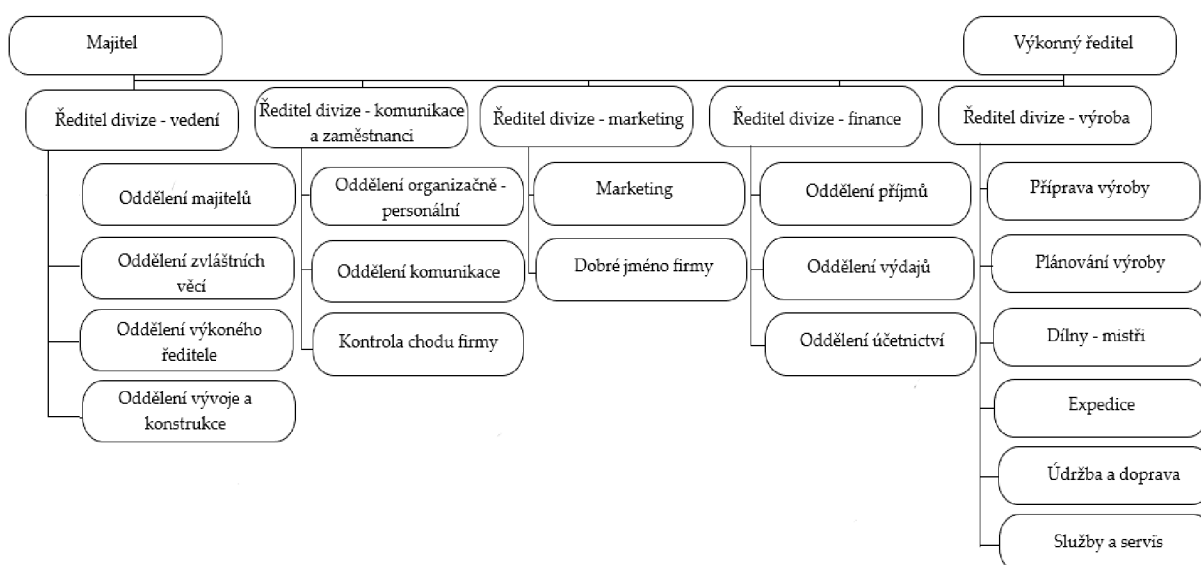 Majitel
Výkonný ředitel
Ředitel divize - vedení
Ředitel divize - komunikace
a zaměstnanci
Ředitel divize - marketing
Ředitel divize - finance
Ředitel divize - výroba
Oddělení majitelů
Oddělení zvláštních
věcí
Oddělení výkoného
ředitele
Oddělení vývoje a
konstrukce
Oddělení organizačně -
personální
Oddělení komunikace
Kontrola chodu firmy
Marketing
Dobré jméno firmy
Oddělení příjmů
Oddělení výdajů
Oddělení účetnictví
Příprava výroby
Plánování výroby
Dílny - mistři
Expedice
Údržba a doprava
Služby a servis